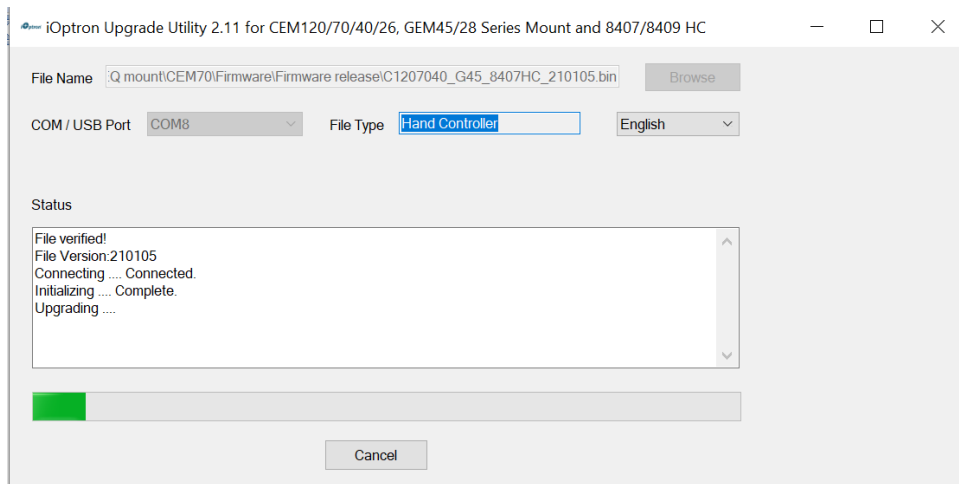 iOptron Upgrade Utility 2.11 for CEM120/70/40/26, GEM45/28 Series Mount and 8407/8409 HC
File Name Q mount\CEM70\Firmware\Firmware release\C1207040_G45_8407HC_210105.bin Browse
COM / USB Port COM8 File Type Hand Controller English
Status
File verified!
File Version:210105
Connecting .... Connected.
Initializing .... Complete.
Upgrading ....
Cancel